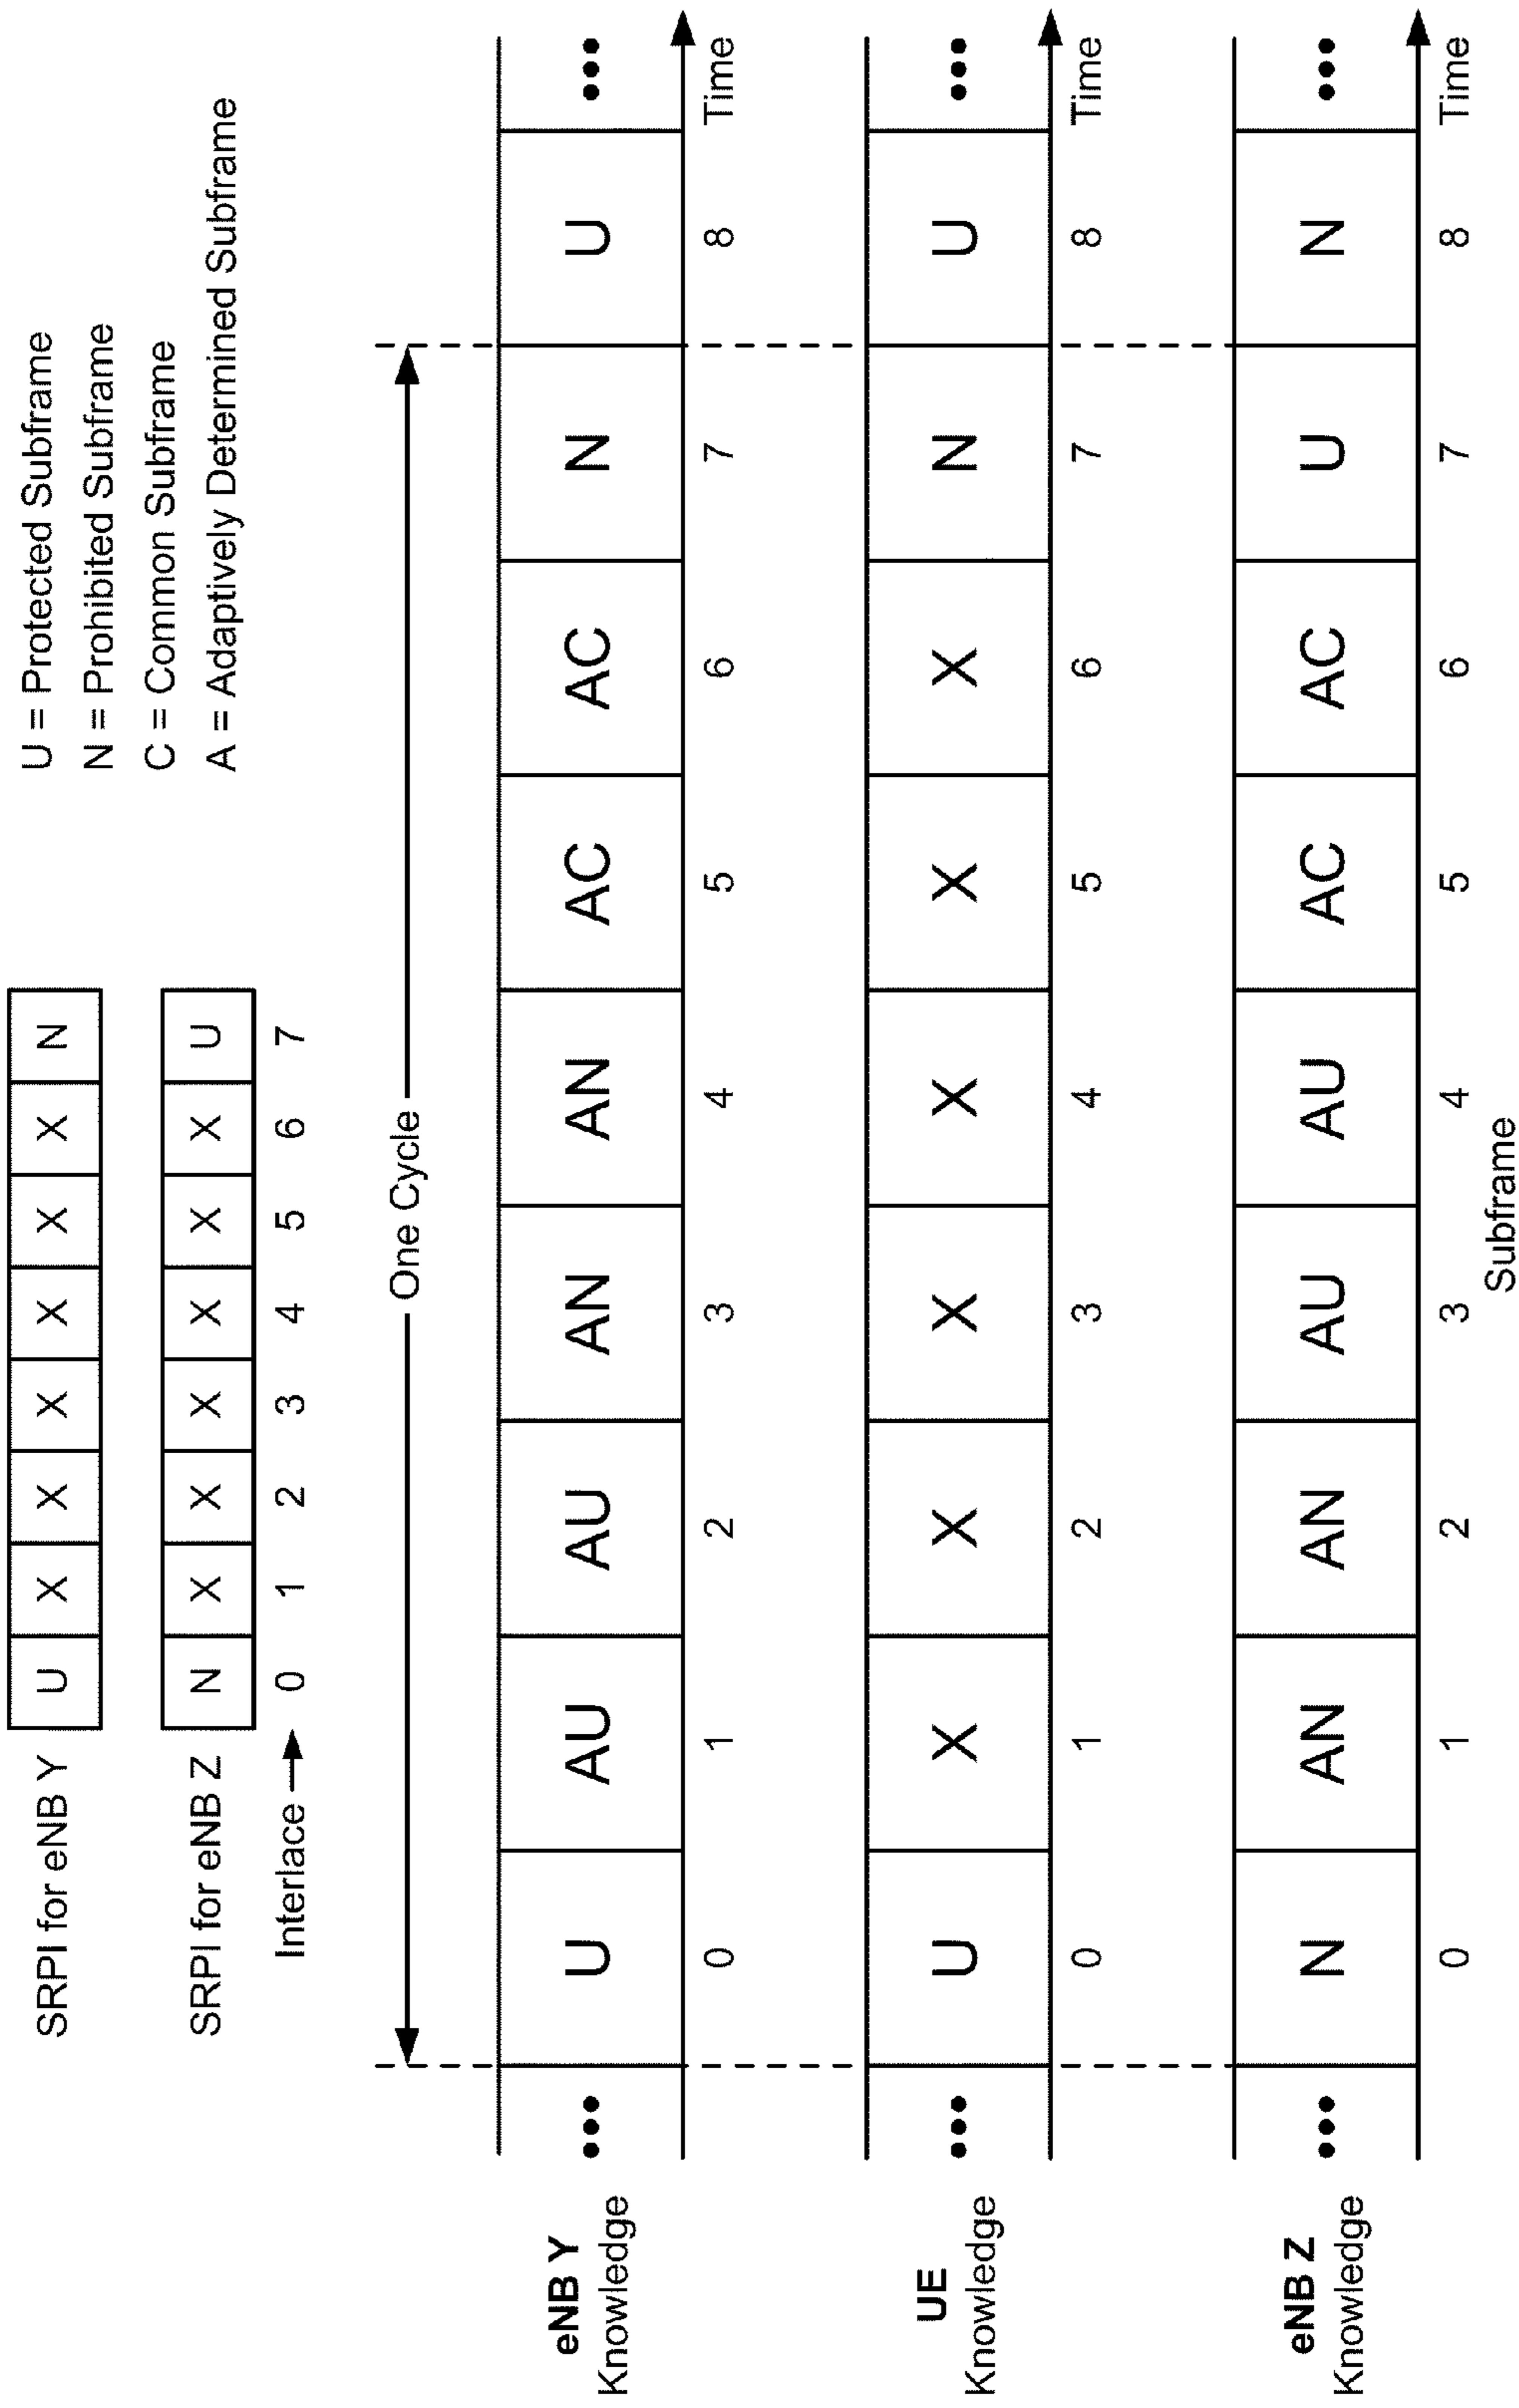 SRPI for eNB Y U X X X X X X N
SRPI for eNB Z N X X X X X X U
Interlace 0 1 2 3 4 5 6 7
U = Protected Subframe
N = Prohibited Subframe
C = Common Subframe
A = Adaptively Determined Subframe
One Cycle
eNB Y
Knowledge
... U AU AU AN AN AC AC N U ...
0 1 2 3 4 5 6 7 8 Time
UE
Knowledge
... U X X X X X X N U ...
0 1 2 3 4 5 6 7 8 Time
eNB Z
Knowledge
... N AN AN AU AU AC AC U N ...
0 1 2 3 4 5 6 7 8 Time
Subframe